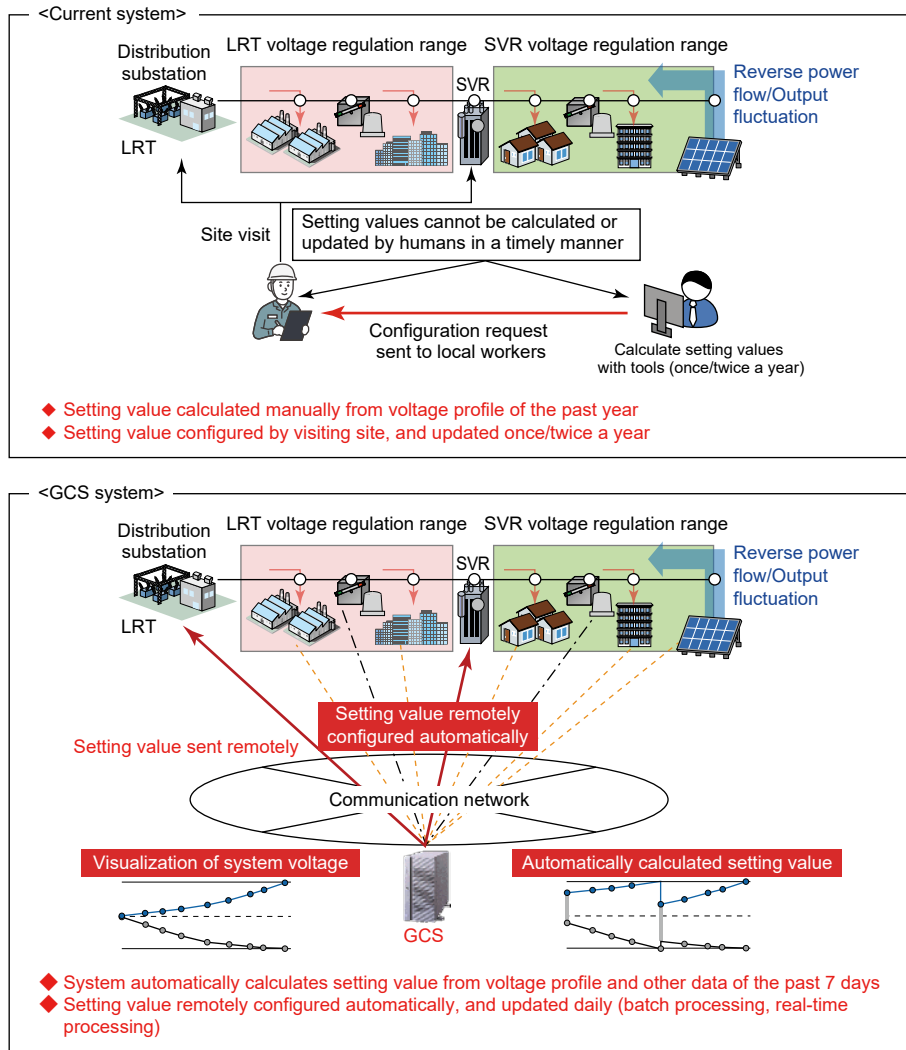 <Current system>
LRT voltage regulation range
SVR voltage regulation range
Distribution
substation
SVR
Reverse power
flow/Output
fluctuation
LRT
Site visit
Setting values cannot be calculated or
updated by humans in a timely manner
Configuration request
sent to local workers
Calculate setting values
with tools (once/twice a year)
◆ Setting value calculated manually from voltage profile of the past year
◆ Setting value configured by visiting site, and updated once/twice a year
<GCS system>
LRT voltage regulation range
SVR voltage regulation range
Distribution
substation
SVR
Reverse power
flow/Output
fluctuation
LRT
Setting value remotely
configured automatically
Setting value sent remotely
Communication network
Visualization of system voltage
Automatically calculated setting value
GCS
◆ System automatically calculates setting value from voltage profile and other data of the past 7 days
◆ Setting value remotely configured automatically, and updated daily (batch processing, real-time
processing)